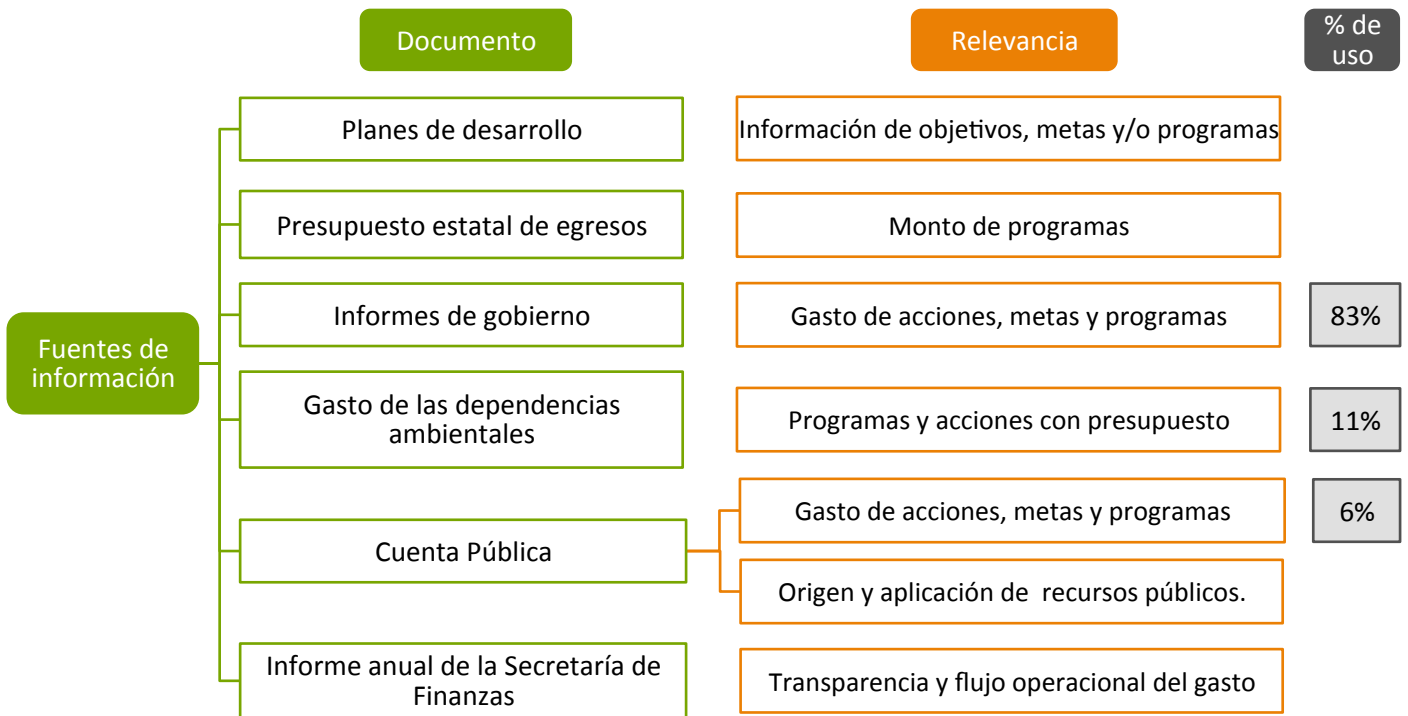 Documento
Relevancia
% de
uso
Planes de desarrollo
Información de objetivos, metas y/o programas
Presupuesto estatal de egresos
Monto de programas
Informes de gobierno
Gasto de acciones, metas y programas
83%
Fuentes de
información
Gasto de las dependencias
ambientales
Programas y acciones con presupuesto
11%
Cuenta Pública
Gasto de acciones, metas y programas
6%
Origen y aplicación de  recursos públicos.
Informe anual de la Secretaría de
Finanzas
Transparencia y flujo operacional del gasto